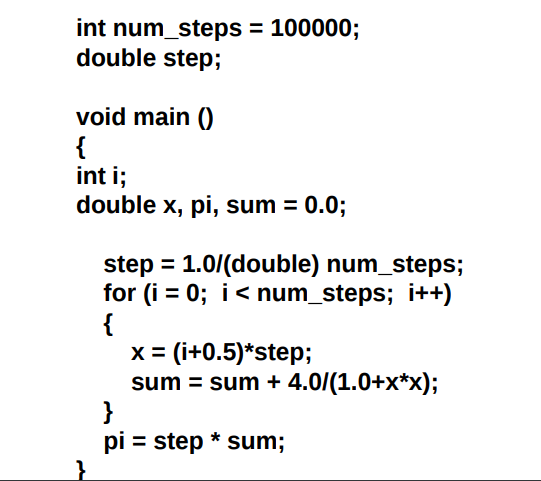 int num_steps = 100000;
double step;
void main ()
{
int i;
double x, pi, sum = 0.0;
step = 1.0/(double) num_steps;
for (i = 0; i < num_steps; i++)
{
x = (i+0.5)*step;
sum = sum + 4.0/(1.0+x*x);
}
pi = step * sum;
}